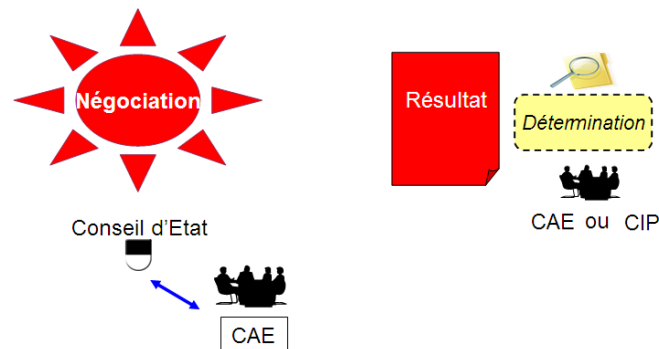 Négociation
Résultat
Détermination
Conseil d'Etat
CAE ou CIP
CAE